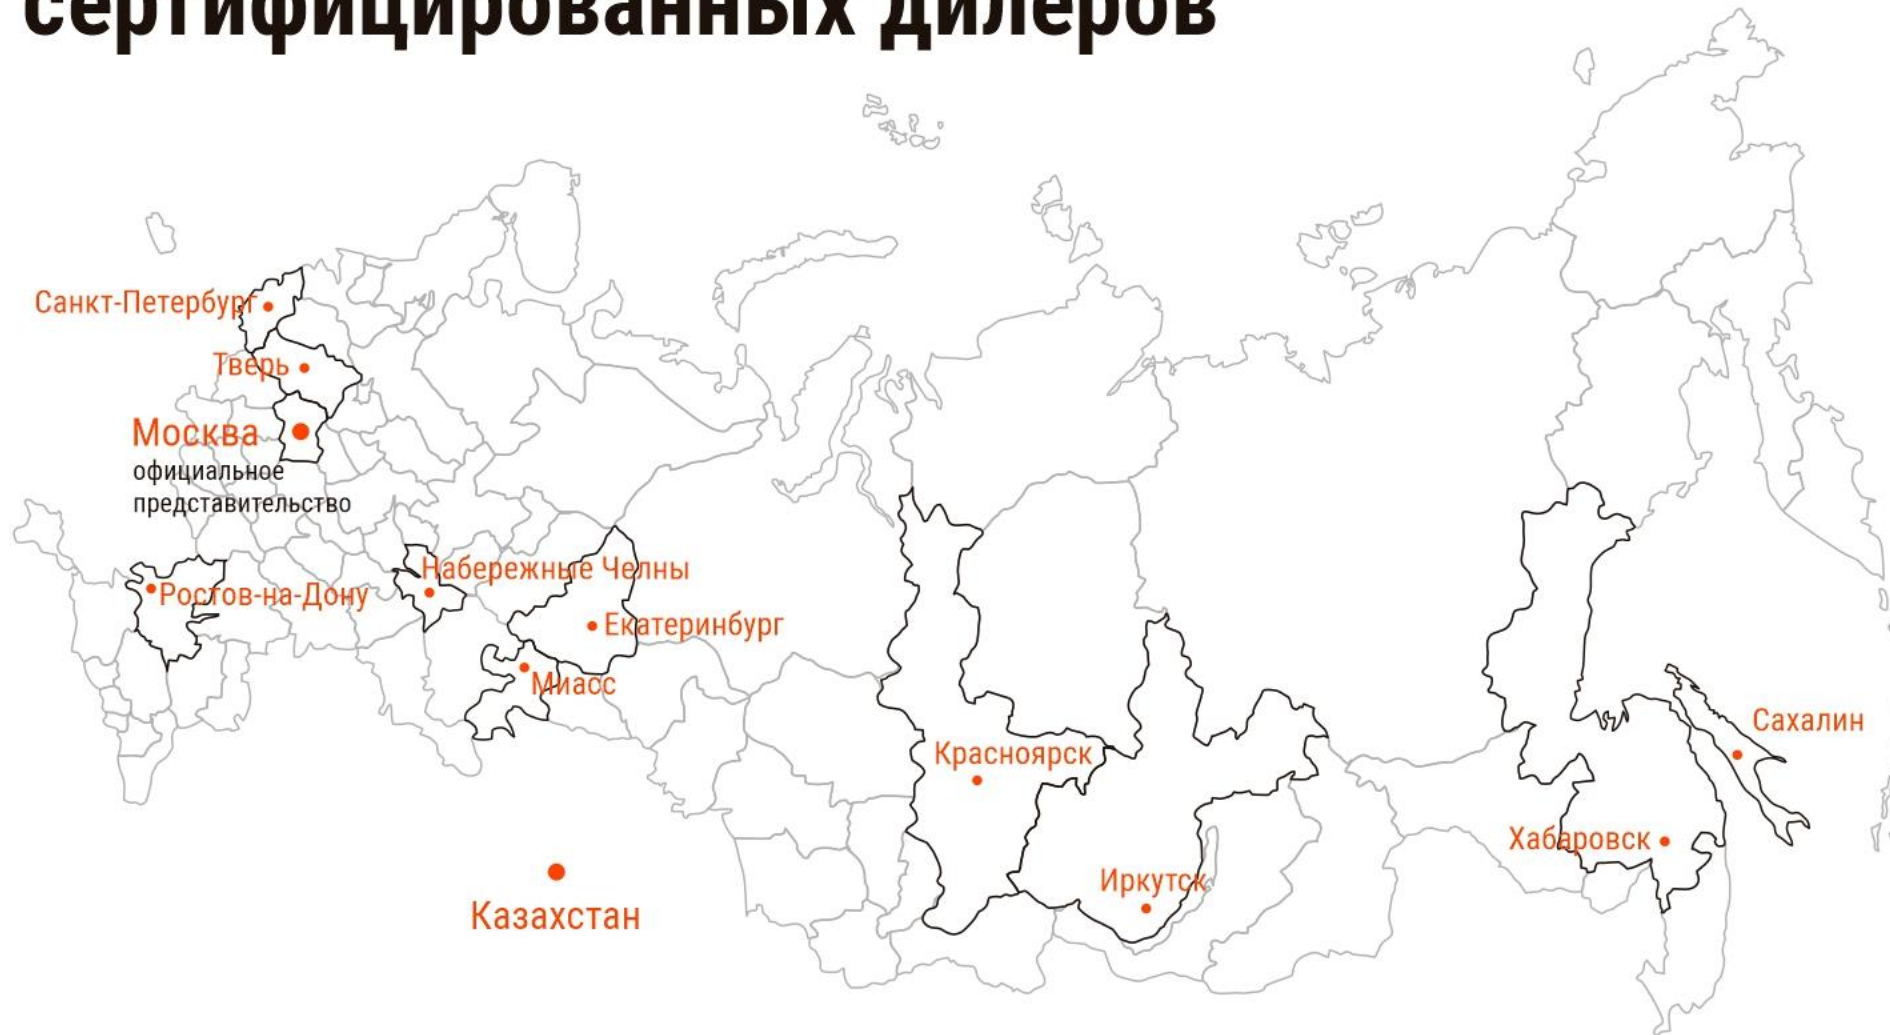 сертифицированных дилеров
Санкт-Петербург
Тверь
Москва
официальное
представительство
Набережные Челны
Ростов-на-Дону
Екатеринбург
Миасс
Сахалин
Красноярск
Хабаровск
Иркутск
Казахстан